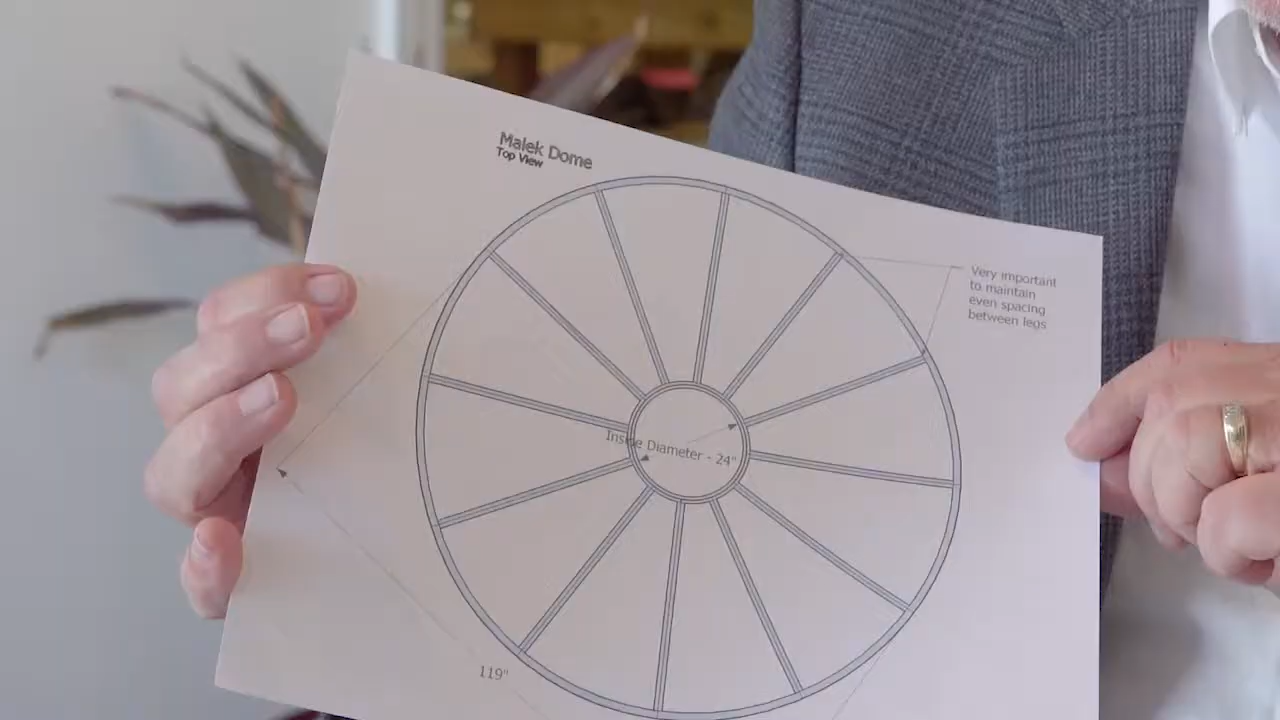 Malek Dome
Top View
Very important
to maintain
even spacing
between legs
Inside Diameter - 24"
119"